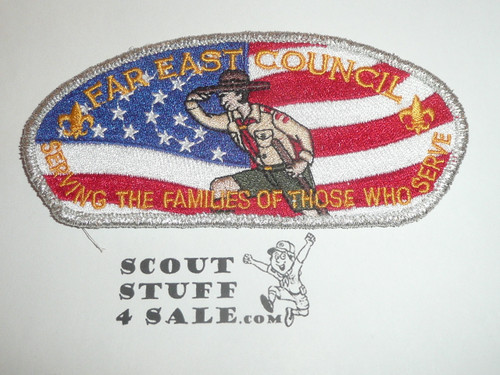 FAR EAST COUNCIL
SERVING THE FAMILIES OF THOSE WHO SERVE
SCOUT
STUFF
4 SALE.COM